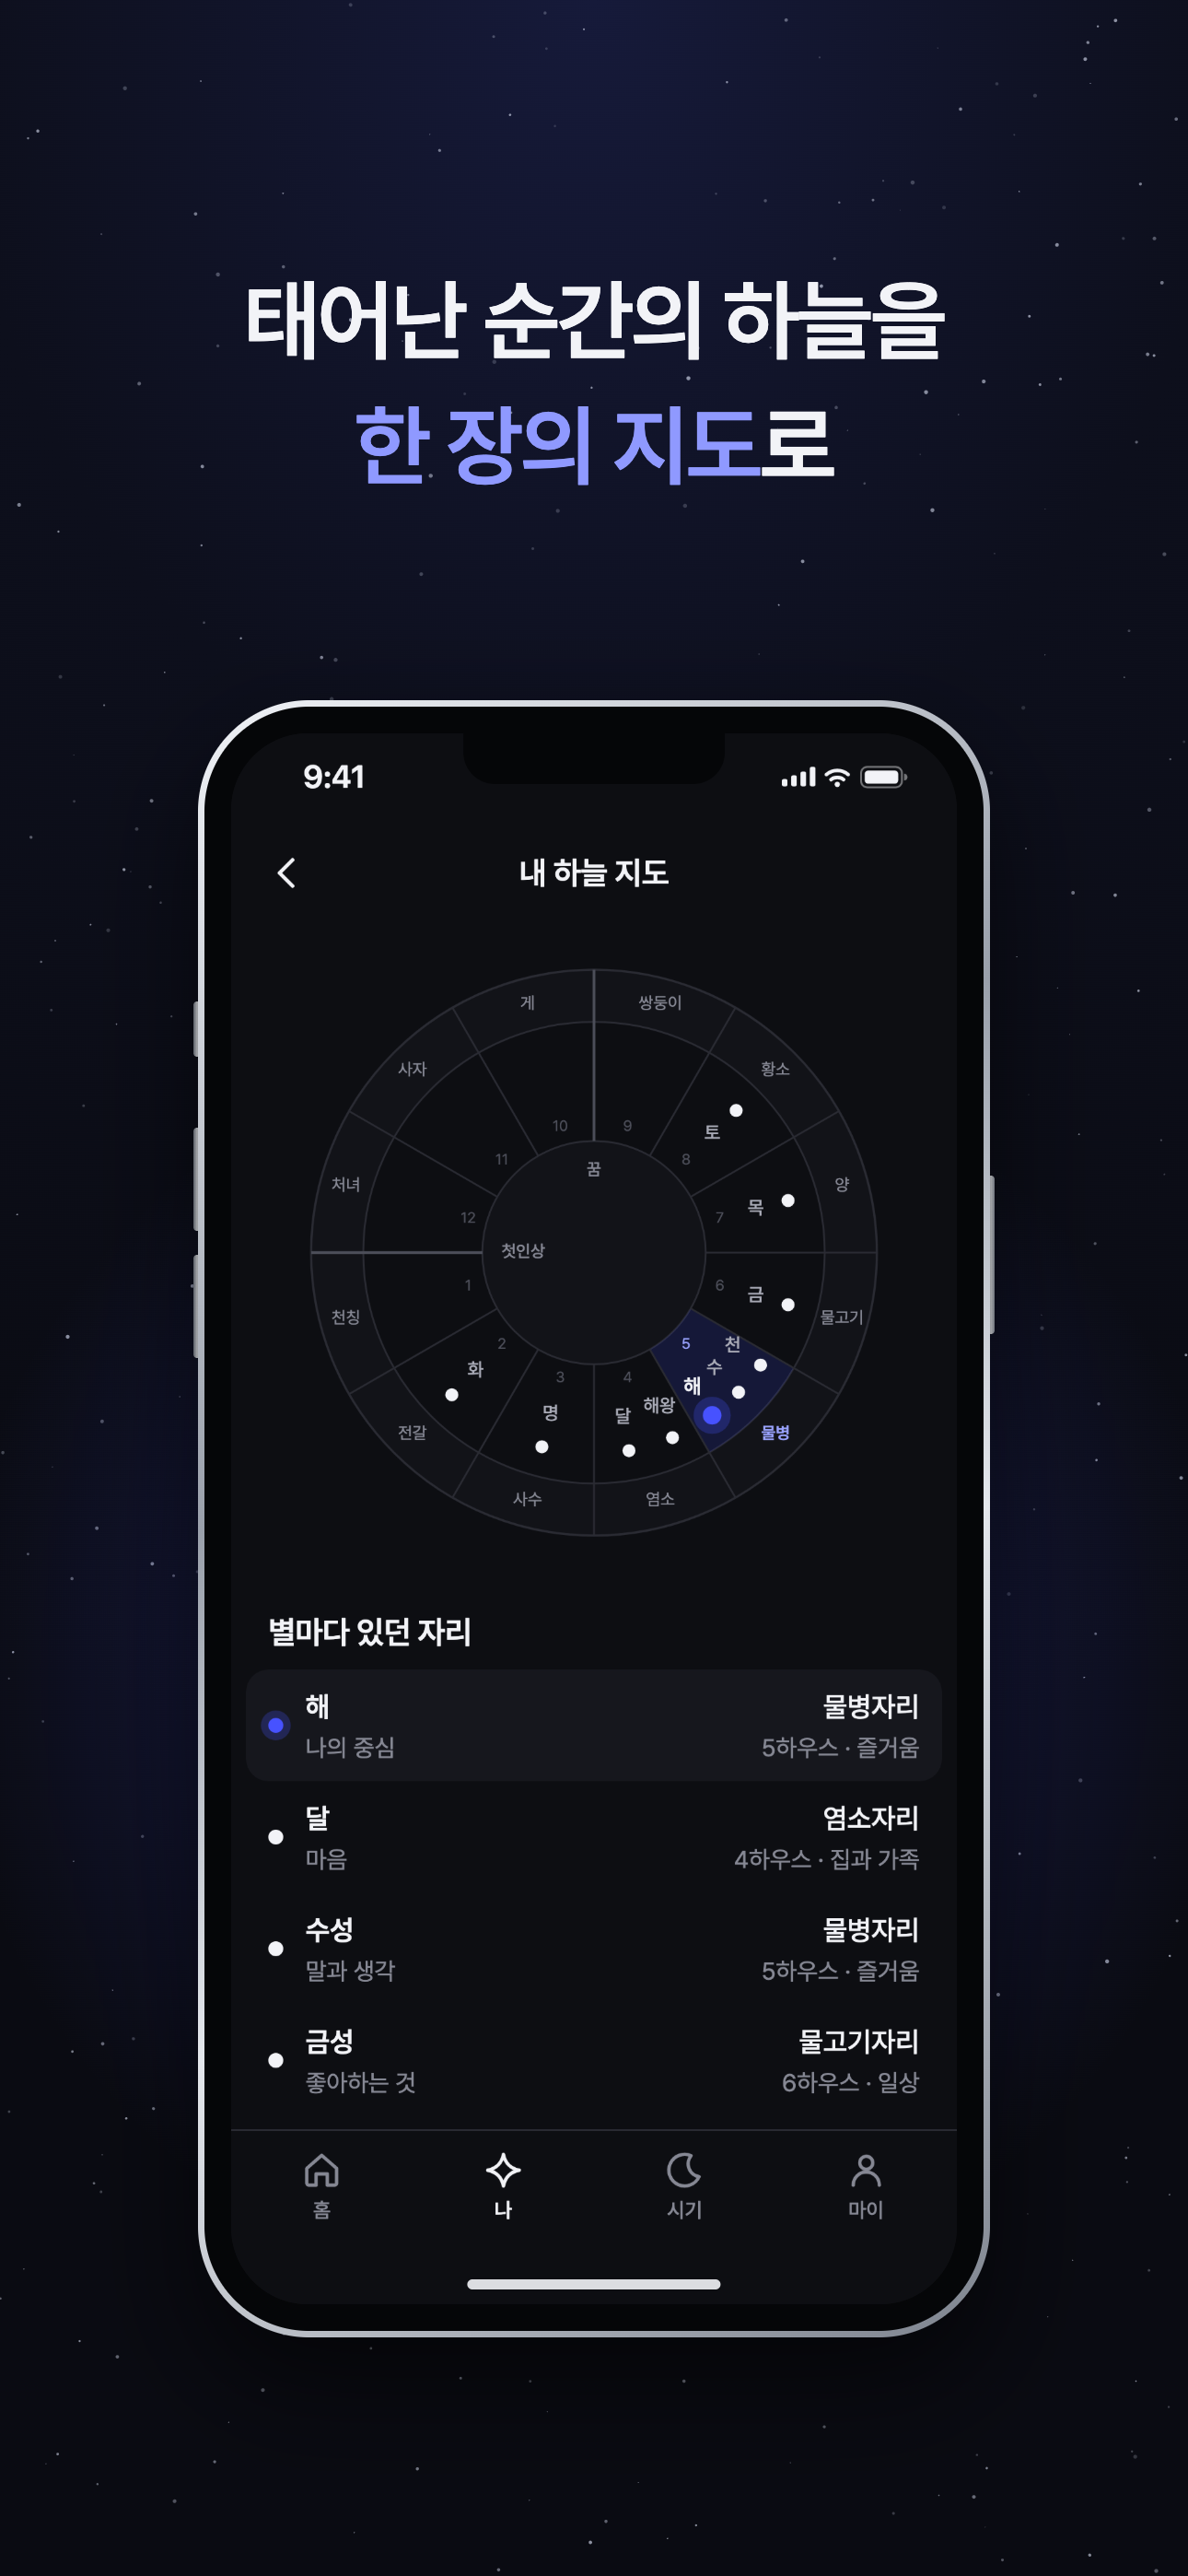 태어난 순간의 하늘을
한 장의 지도로
9:41
내 하늘 지도
게
쌍둥이
사자
황소
10
9
토
11
8
꿈
처녀
양
목
12
7
첫인상
1
6
금
천칭
물고기
2
5
천
화
수
3
4
해
명
달
해왕
전갈
물병
사수
염소
별마다 있던 자리
해
물병자리
나의 중심
5하우스 · 즐거움
달
염소자리
마음
4하우스 · 집과 가족
수성
물병자리
말과 생각
5하우스 · 즐거움
금성
물고기자리
좋아하는 것
6하우스 · 일상
홈
나
시기
마이